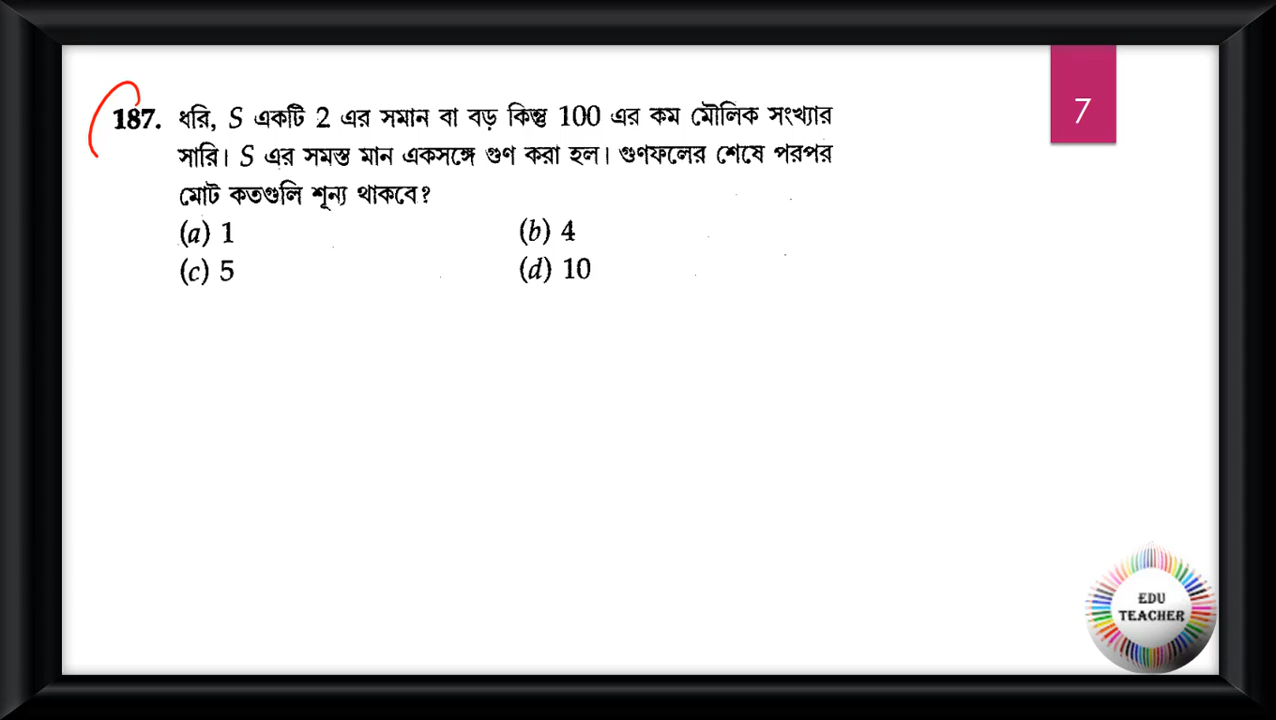 7
187. ধরি, S একটি 2 এর সমান বা বড় কিন্তু 100 এর কম মৌলিক সংখ্যার
সারি। S এর সমস্ত মান একসঙ্গে গুণ করা হল। গুণফলের শেষে পরপর
মোট কতগুলি শূন্য থাকবে?
(a) 1 (b) 4
(c) 5 (d) 10
EDU
TEACHER